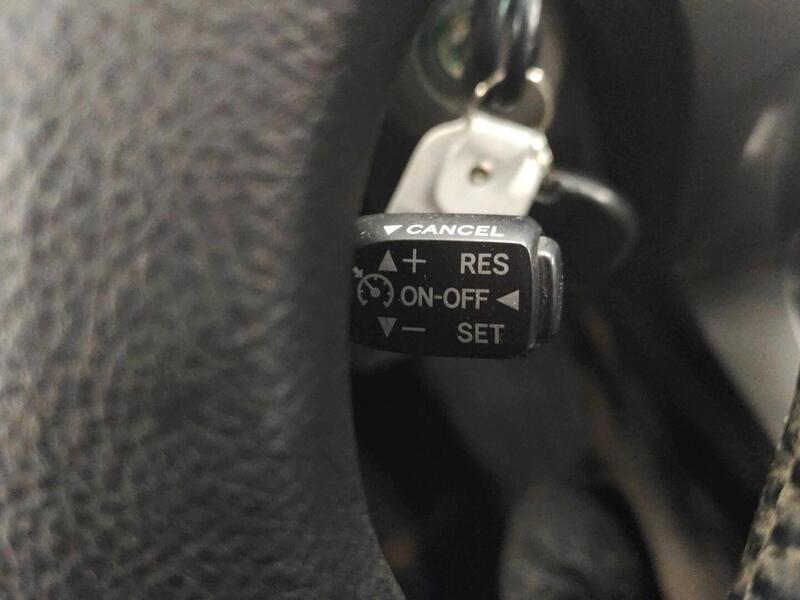 ▼ CANCEL
▲+ RES
ON-OFF ◀
▼− SET